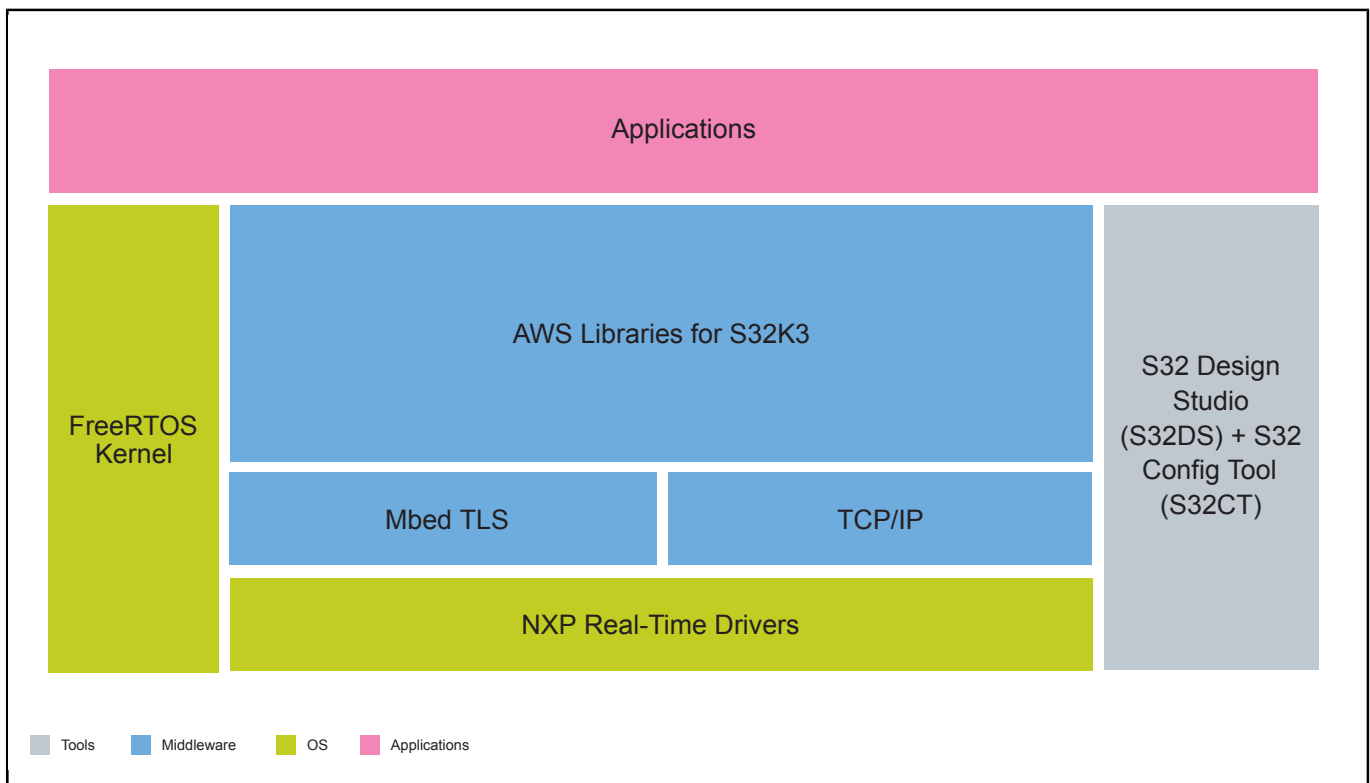 Applications
FreeRTOS
Kernel
AWS Libraries for S32K3
S32 Design
Studio
(S32DS) + S32
Config Tool
(S32CT)
Mbed TLS
TCP/IP
NXP Real-Time Drivers
Tools
Middleware
OS
Applications